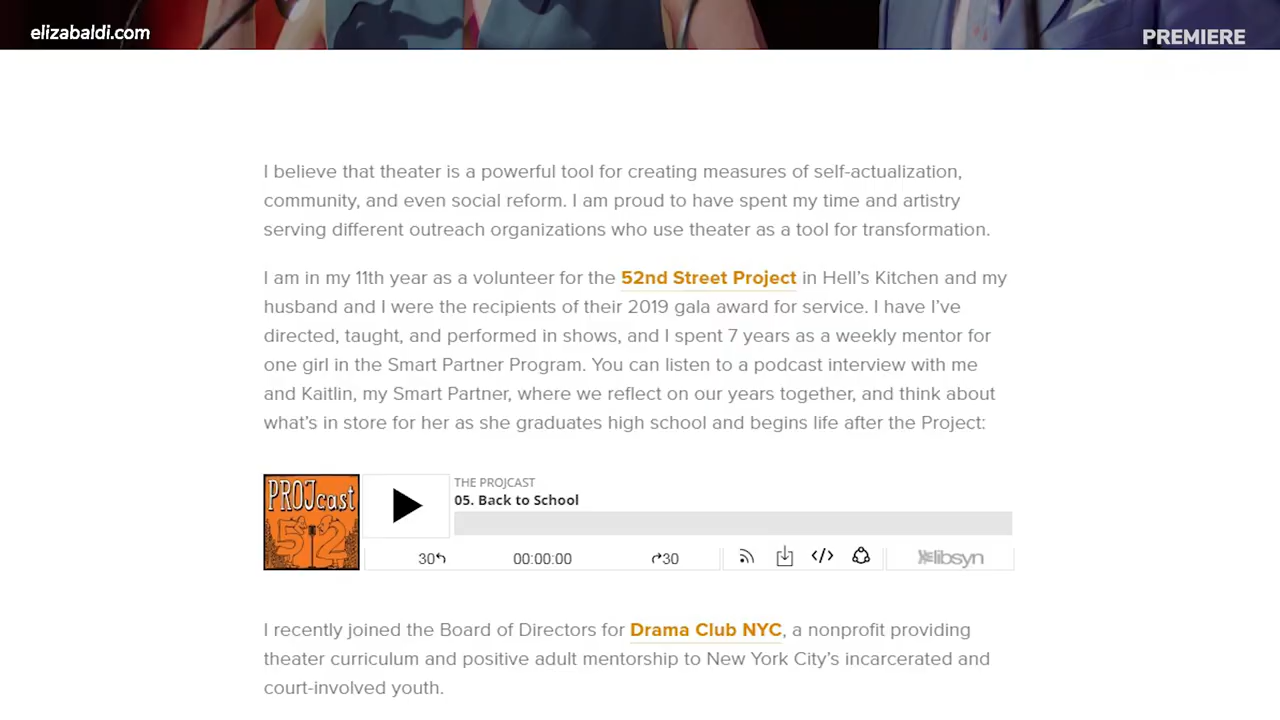 elizabaldi.com
PREMIERE
I believe that theater is a powerful tool for creating measures of self-actualization,
community, and even social reform. I am proud to have spent my time and artistry
serving different outreach organizations who use theater as a tool for transformation.
I am in my 11th year as a volunteer for the 52nd Street Project in Hell's Kitchen and my
husband and I were the recipients of their 2019 gala award for service. I have I've
directed, taught, and performed in shows, and I spent 7 years as a weekly mentor for
one girl in the Smart Partner Program. You can listen to a podcast interview with me
and Kaitlin, my Smart Partner, where we reflect on our years together, and think about
what's in store for her as she graduates high school and begins life after the Project:
PROJcast
52
THE PROJCAST
05. Back to School
30 00:00:00 30
libsyn
I recently joined the Board of Directors for Drama Club NYC, a nonprofit providing
theater curriculum and positive adult mentorship to New York City's incarcerated and
court-involved youth.